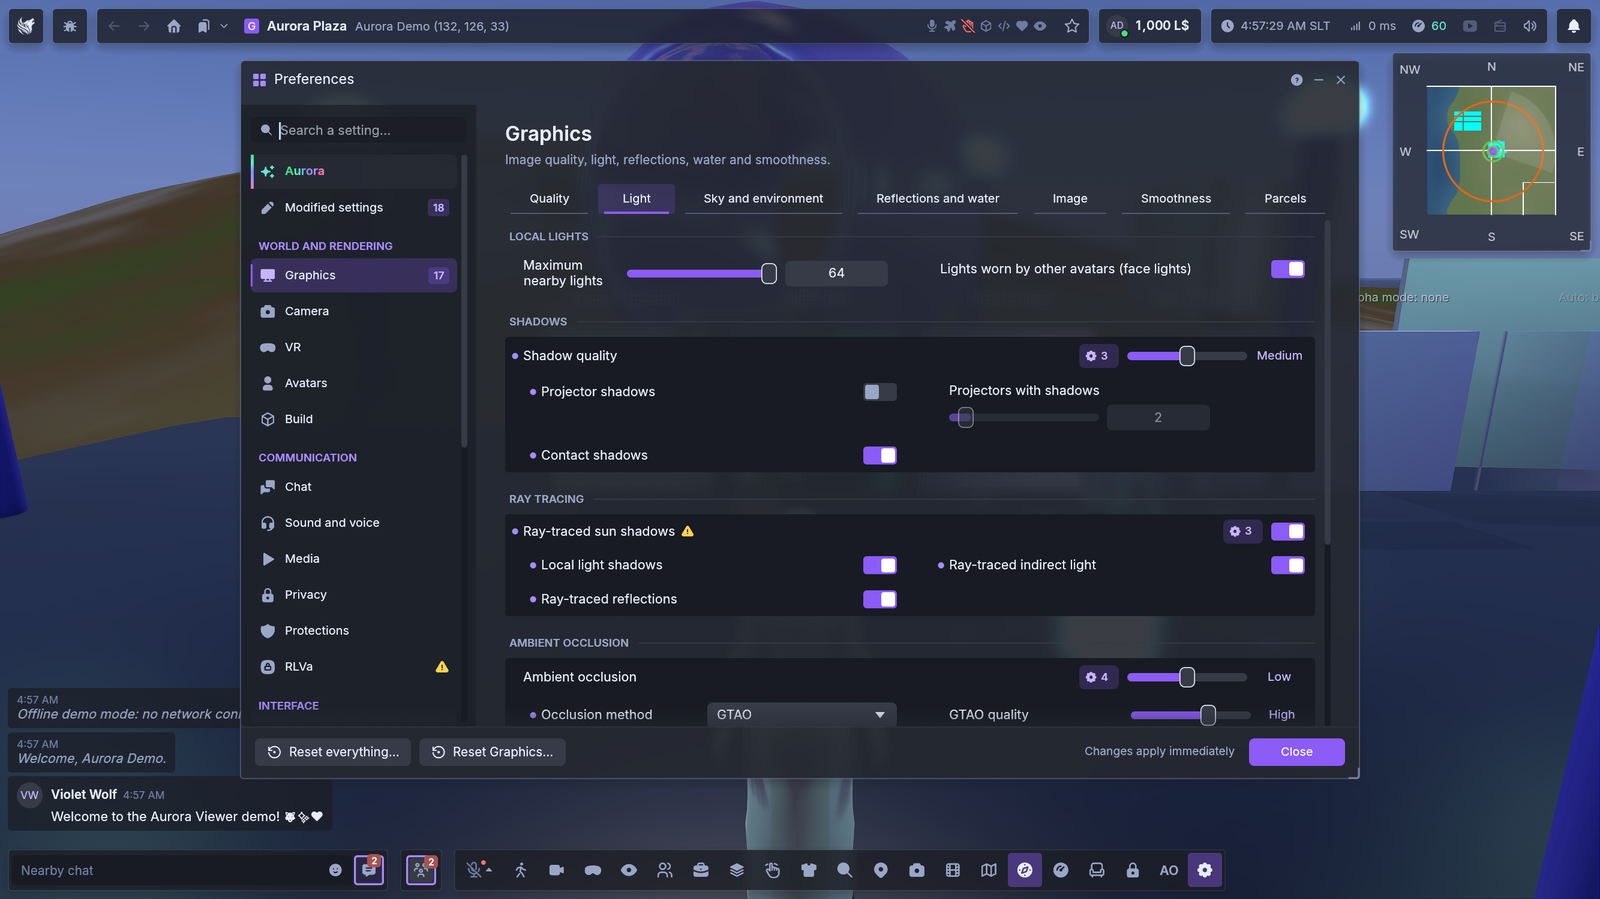 Aurora Plaza
Aurora Demo (132, 126, 33)
AD
1,000 L$
4:57:29 AM SLT
0 ms
60
Preferences
Search a setting...
Aurora
Modified settings
18
WORLD AND RENDERING
Graphics
17
Camera
VR
Avatars
Build
COMMUNICATION
Chat
Sound and voice
Media
Privacy
Protections
RLVa
INTERFACE
Graphics
Image quality, light, reflections, water and smoothness.
Quality
Light
Sky and environment
Reflections and water
Image
Smoothness
Parcels
LOCAL LIGHTS
Maximum
nearby lights
64
Lights worn by other avatars (face lights)
SHADOWS
Shadow quality
3
Medium
Projector shadows
Projectors with shadows
2
Contact shadows
RAY TRACING
Ray-traced sun shadows
3
Local light shadows
Ray-traced indirect light
Ray-traced reflections
AMBIENT OCCLUSION
Ambient occlusion
4
Low
Occlusion method
GTAO
GTAO quality
High
Reset everything...
Reset Graphics...
Changes apply immediately
Close
NW
N
NE
W
E
SW
S
SE
mode: none
Auto:
4:57 AM
Offline demo mode: no network
4:57 AM
Welcome, Aurora Demo.
VW
Violet Wolf 4:57 AM
Welcome to the Aurora Viewer demo!
Nearby chat
2
2
AO